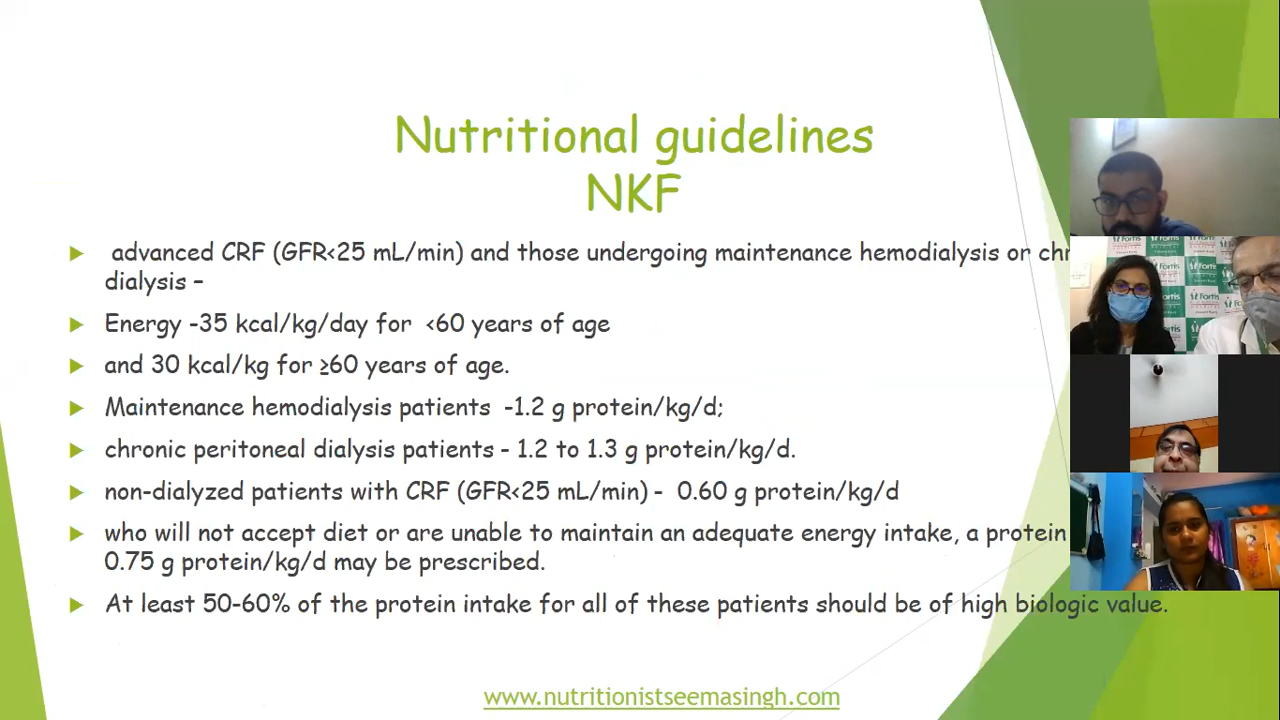 Nutritional guidelines
NKF
advanced CRF (GFR<25 mL/min) and those undergoing maintenance hemodialysis or
dialysis –
Energy -35 kcal/kg/day for <60 years of age
and 30 kcal/kg for ≥60 years of age.
Maintenance hemodialysis patients -1.2 g protein/kg/d;
chronic peritoneal dialysis patients - 1.2 to 1.3 g protein/kg/d.
non-dialyzed patients with CRF (GFR<25 mL/min) - 0.60 g protein/kg/d
who will not accept diet or are unable to maintain an adequate energy intake, a protein
0.75 g protein/kg/d may be prescribed.
At least 50-60% of the protein intake for all of these patients should be of high biologic value.
www.nutritionistseemasingh.com
Fortis
Fortis
Fortis
Fortis